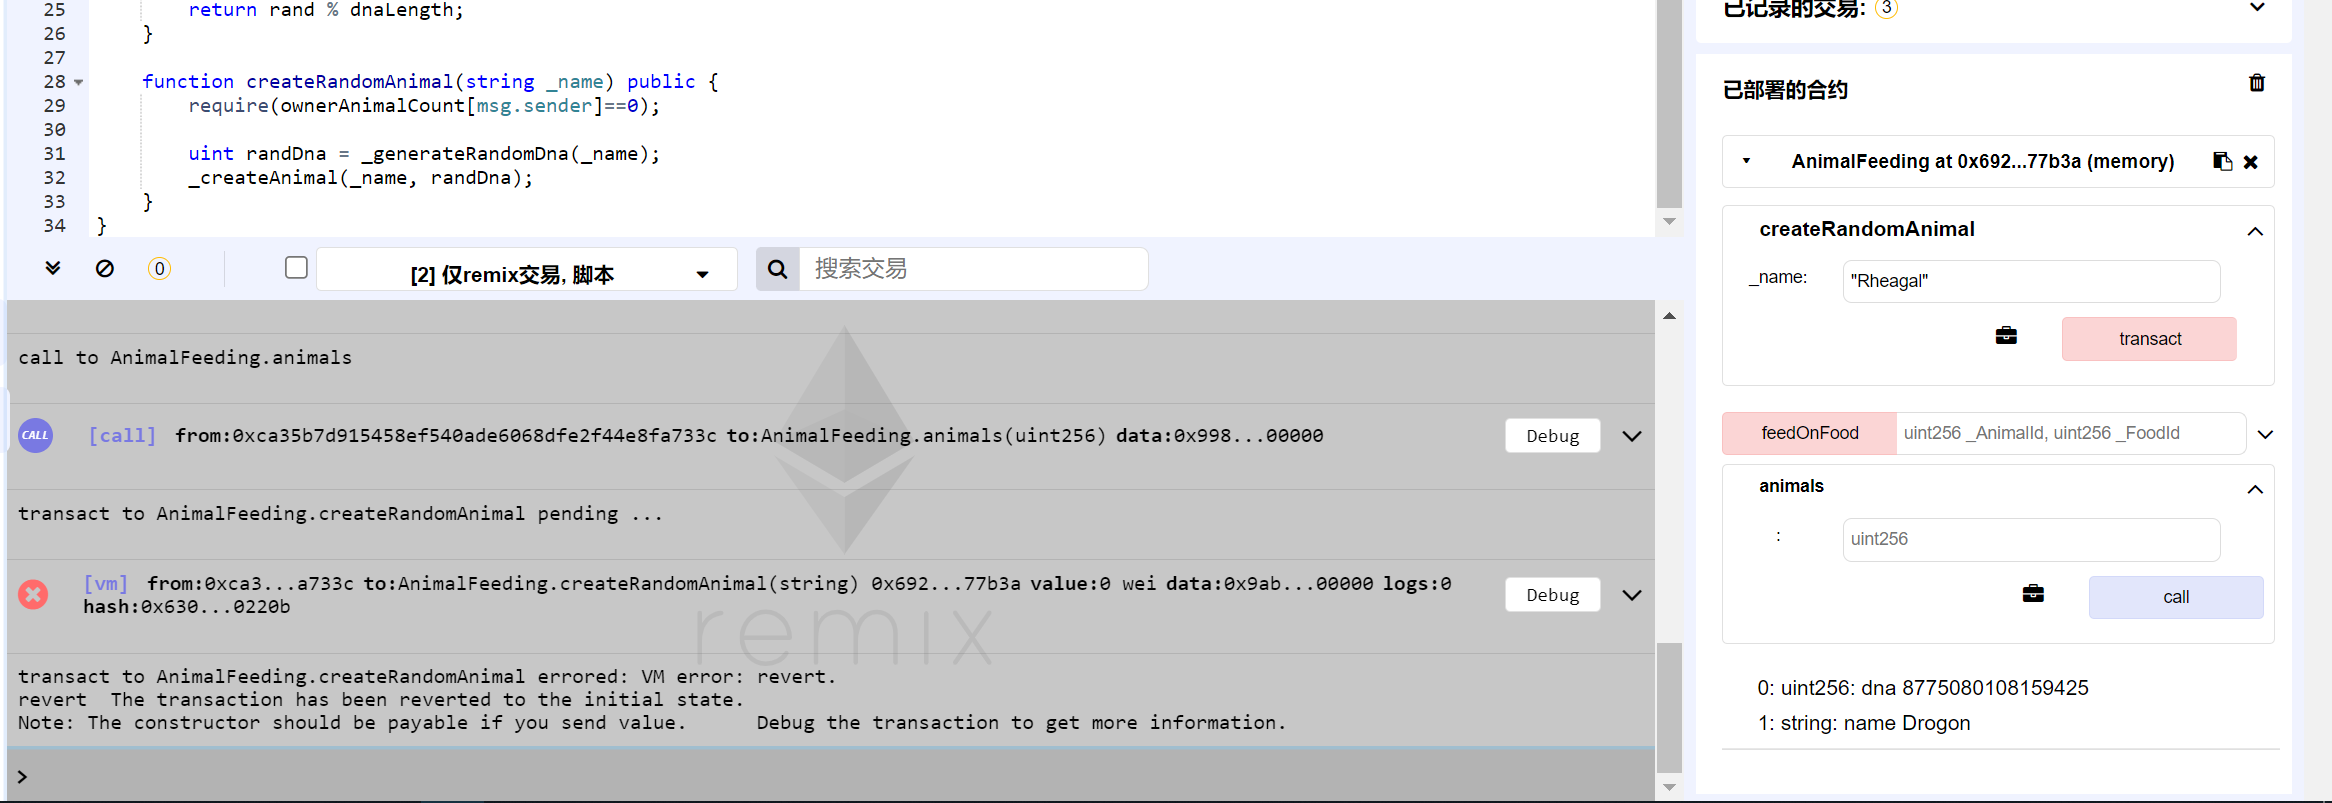 25 return rand % dnaLength;
26 }
27
28 function createRandomAnimal(string _name) public {
29 require(ownerAnimalCount[msg.sender]==0);
30
31 uint randDna = _generateRandomDna(_name);
32 _createAnimal(_name, randDna);
33 }
34 }
0 [2] 仅remix交易, 脚本 搜索交易
call to AnimalFeeding.animals
CALL [call] from:0xca35b7d915458ef540ade6068dfe2f44e8fa733c to:AnimalFeeding.animals(uint256) data:0x998...00000 Debug
transact to AnimalFeeding.createRandomAnimal pending ...
[vm] from:0xca3...a733c to:AnimalFeeding.createRandomAnimal(string) 0x692...77b3a value:0 wei data:0x9ab...00000 logs:0 Debug
hash:0x630...0220b
remix
transact to AnimalFeeding.createRandomAnimal errored: VM error: revert.
revert The transaction has been reverted to the initial state.
Note: The constructor should be payable if you send value. Debug the transaction to get more information.
>
已记录的交易: 3
已部署的合约
AnimalFeeding at 0x692...77b3a (memory)
createRandomAnimal
_name: "Rheagal"
transact
feedOnFood uint256 _AnimalId, uint256 _FoodId
animals
: uint256
call
0: uint256: dna 8775080108159425
1: string: name Drogon